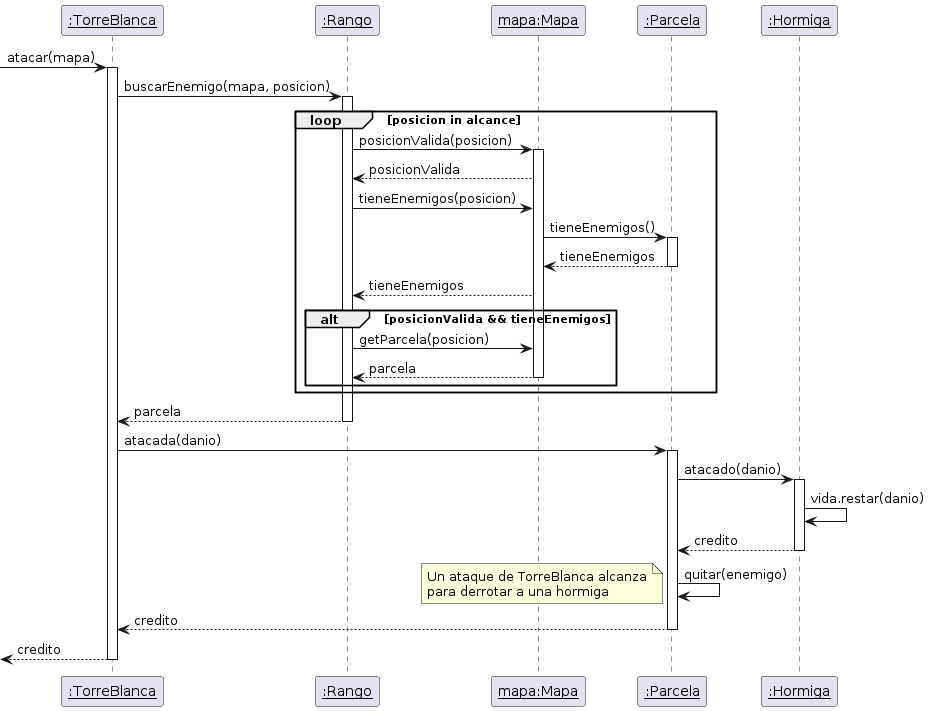 :TorreBlanca
:Rango
mapa:Mapa
:Parcela
:Hormiga
atacar(mapa)
buscarEnemigo(mapa, posicion)
loop
[posicion in alcance]
posicionValida(posicion)
posicionValida
tieneEnemigos(posicion)
tieneEnemigos()
tieneEnemigos
tieneEnemigos
alt
[posicionValida && tieneEnemigos]
getParcela(posicion)
parcela
parcela
atacada(danio)
atacado(danio)
vida.restar(danio)
credito
quitar(enemigo)
Un ataque de TorreBlanca alcanza
para derrotar a una hormiga
credito
credito
:TorreBlanca
:Rango
mapa:Mapa
:Parcela
:Hormiga